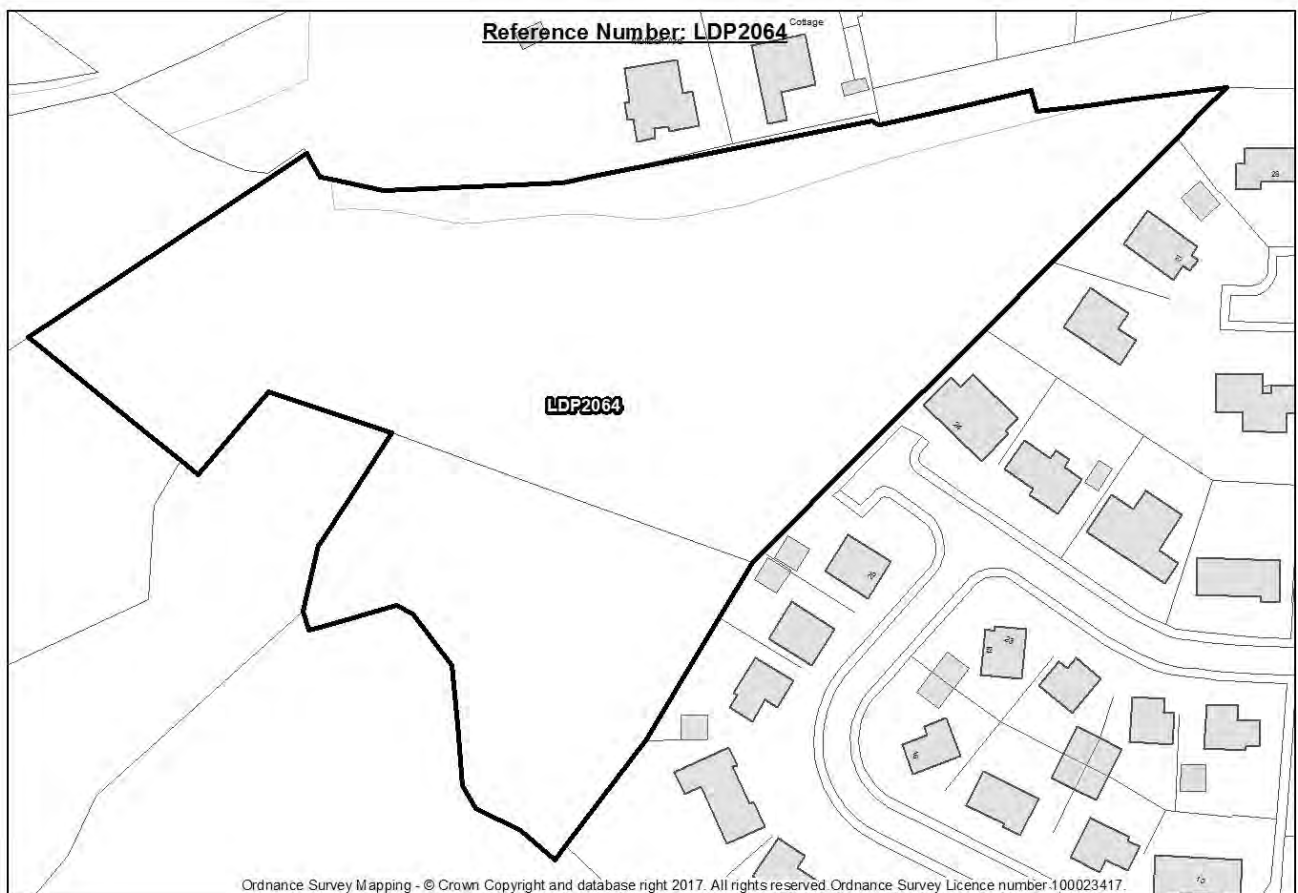 Reference Number: LDP2064
Cottage
28
LDP2064
Ordnance Survey Mapping - © Crown Copyright and database right 2017. All rights reserved.Ordnance Survey Licence number 100023417.